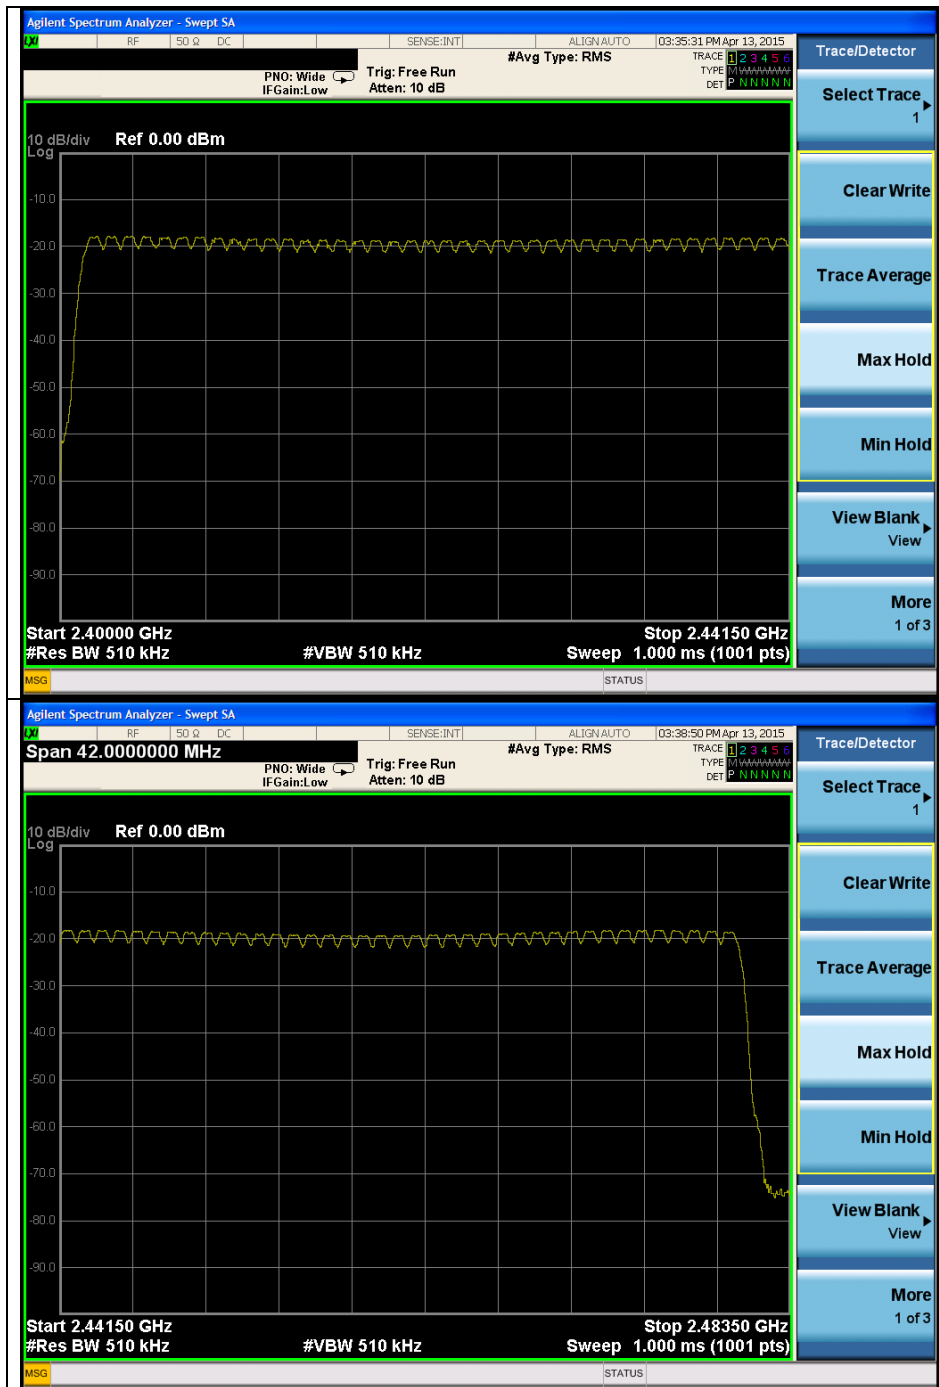 Agilent Spectrum Analyzer - Swept SA
LXI RF 50 Ω DC SENSE:INT ALIGN AUTO 03:35:31 PM Apr 13, 2015
#Avg Type: RMS
TRACE 1 2 3 4 5 6
TYPE M WWWWW
DET P N N N N N
PNO: Wide
IFGain:Low
Trig: Free Run
Atten: 10 dB
10 dB/div
Log
Ref 0.00 dBm
-10.0
-20.0
-30.0
-40.0
-50.0
-60.0
-70.0
-80.0
-90.0
Start 2.40000 GHz
Stop 2.44150 GHz
#Res BW 510 kHz
#VBW 510 kHz
Sweep 1.000 ms (1001 pts)
MSG
STATUS
Trace/Detector
Select Trace
1
Clear Write
Trace Average
Max Hold
Min Hold
View Blank
View
More
1 of 3
Agilent Spectrum Analyzer - Swept SA
LXI RF 50 Ω DC SENSE:INT ALIGN AUTO 03:38:50 PM Apr 13, 2015
Span 42.0000000 MHz
#Avg Type: RMS
TRACE 1 2 3 4 5 6
TYPE M WWWWW
DET P N N N N N
PNO: Wide
IFGain:Low
Trig: Free Run
Atten: 10 dB
10 dB/div
Log
Ref 0.00 dBm
-10.0
-20.0
-30.0
-40.0
-50.0
-60.0
-70.0
-80.0
-90.0
Start 2.44150 GHz
Stop 2.48350 GHz
#Res BW 510 kHz
#VBW 510 kHz
Sweep 1.000 ms (1001 pts)
MSG
STATUS
Trace/Detector
Select Trace
1
Clear Write
Trace Average
Max Hold
Min Hold
View Blank
View
More
1 of 3